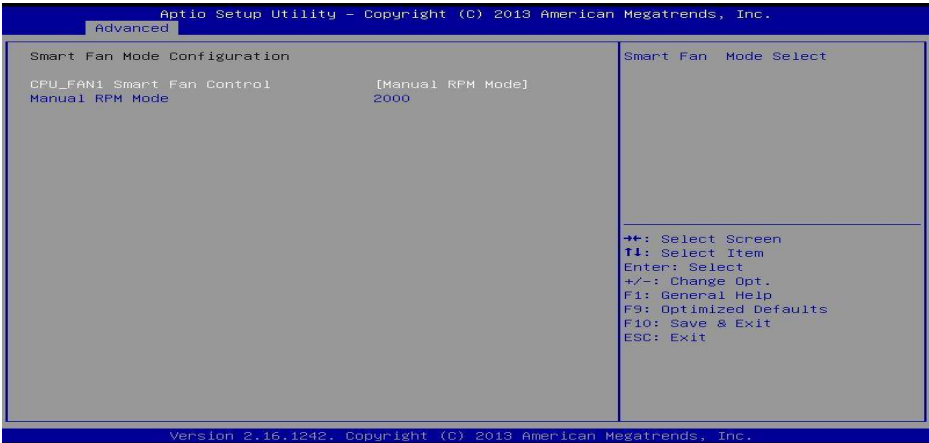 Aptio Setup Utility – Copyright (C) 2013 American Megatrends, Inc.
Advanced
Smart Fan Mode Configuration
CPU_FAN1 Smart Fan Control [Manual RPM Mode]
Manual RPM Mode 2000
Smart Fan Mode Select
→←: Select Screen
↑↓: Select Item
Enter: Select
+/-: Change Opt.
F1: General Help
F9: Optimized Defaults
F10: Save & Exit
ESC: Exit
Version 2.16.1242. Copyright (C) 2013 American Megatrends, Inc.